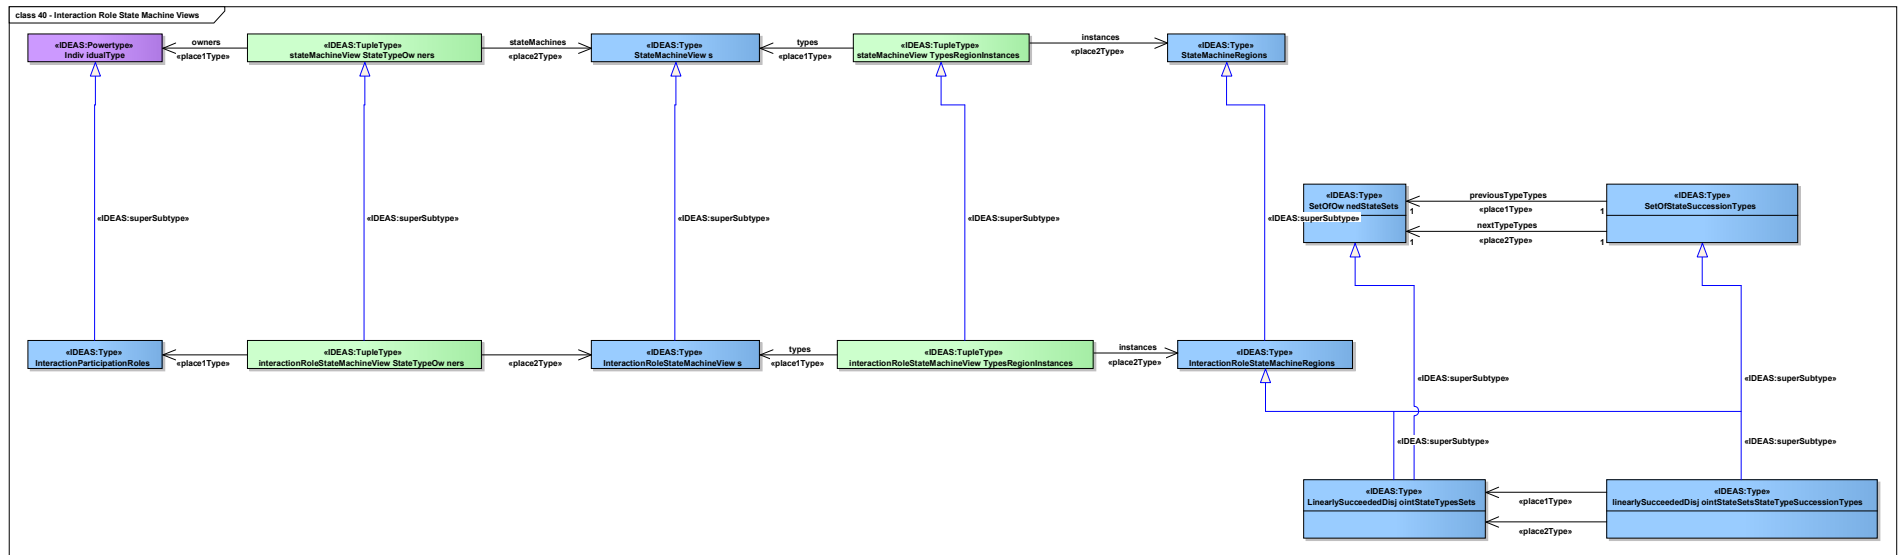 class 40 - Interaction Role State Machine Views
«IDEAS:Powertype»
Indiv idualType
owners
«place1Type»
«IDEAS:TupleType»
stateMachineView StateTypeOw ners
stateMachines
«place2Type»
«IDEAS:Type»
StateMachineView s
types
«place1Type»
«IDEAS:TupleType»
stateMachineView TypesRegionInstances
instances
«place2Type»
«IDEAS:Type»
StateMachineRegions
«IDEAS:superSubtype»
«IDEAS:superSubtype»
«IDEAS:superSubtype»
«IDEAS:superSubtype»
«IDEAS:superSubtype»
«IDEAS:Type»
SetOfOw nedStateSets
previousTypeTypes
«place1Type»
1
1
nextTypeTypes
«place2Type»
1
1
«IDEAS:Type»
SetOfStateSuccessionTypes
«IDEAS:Type»
InteractionParticipationRoles
«place1Type»
«IDEAS:TupleType»
interactionRoleStateMachineView StateTypeOw ners
«place2Type»
«IDEAS:Type»
InteractionRoleStateMachineView s
types
«place1Type»
«IDEAS:TupleType»
interactionRoleStateMachineView TypesRegionInstances
instances
«place2Type»
«IDEAS:Type»
InteractionRoleStateMachineRegions
«IDEAS:superSubtype»
«IDEAS:superSubtype»
«IDEAS:superSubtype»
«IDEAS:superSubtype»
«IDEAS:Type»
LinearlySucceededDisj ointStateTypesSets
«place1Type»
«place2Type»
«IDEAS:Type»
linearlySucceededDisj ointStateSetsStateTypeSuccessionTypes